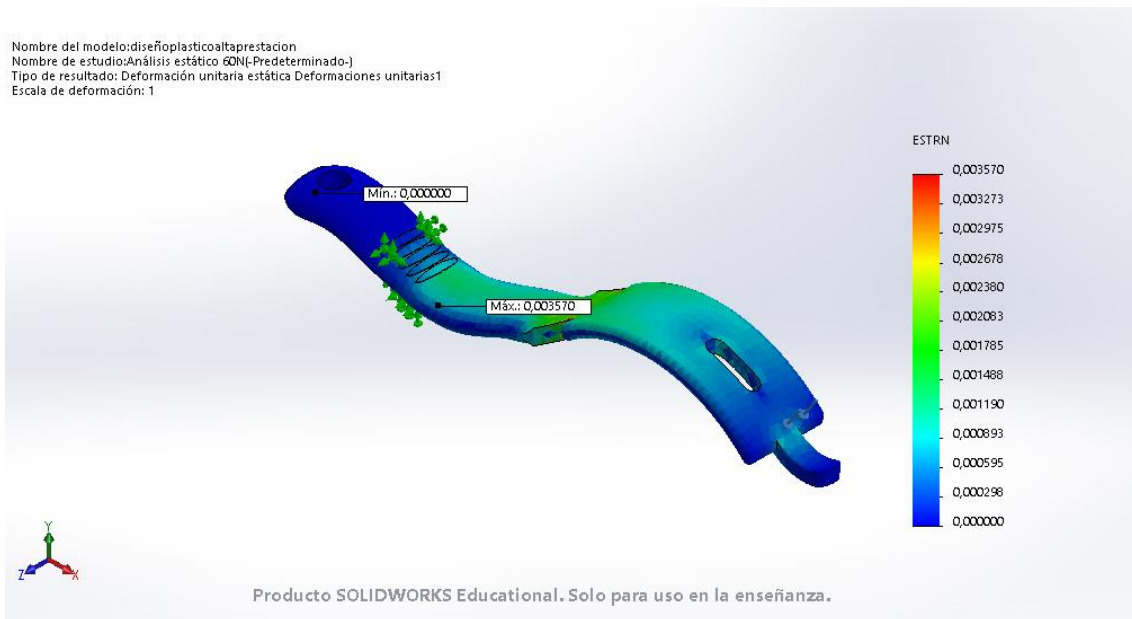 Nombre del modelo:diseñoplasticoaltaprestacion
Nombre de estudio:Análisis estático 60N(-Predeterminado-)
Tipo de resultado: Deformación unitaria estática Deformaciones unitarias1
Escala de deformación: 1
ESTRN
0,003570
0,003273
0,002975
0,002678
0,002380
0,002083
0,001785
0,001488
0,001190
0,000893
0,000595
0,000298
0,000000
Mín.: 0,000000
Máx.: 0,003570
Y
Z
X
Producto SOLIDWORKS Educational. Solo para uso en la enseñanza.